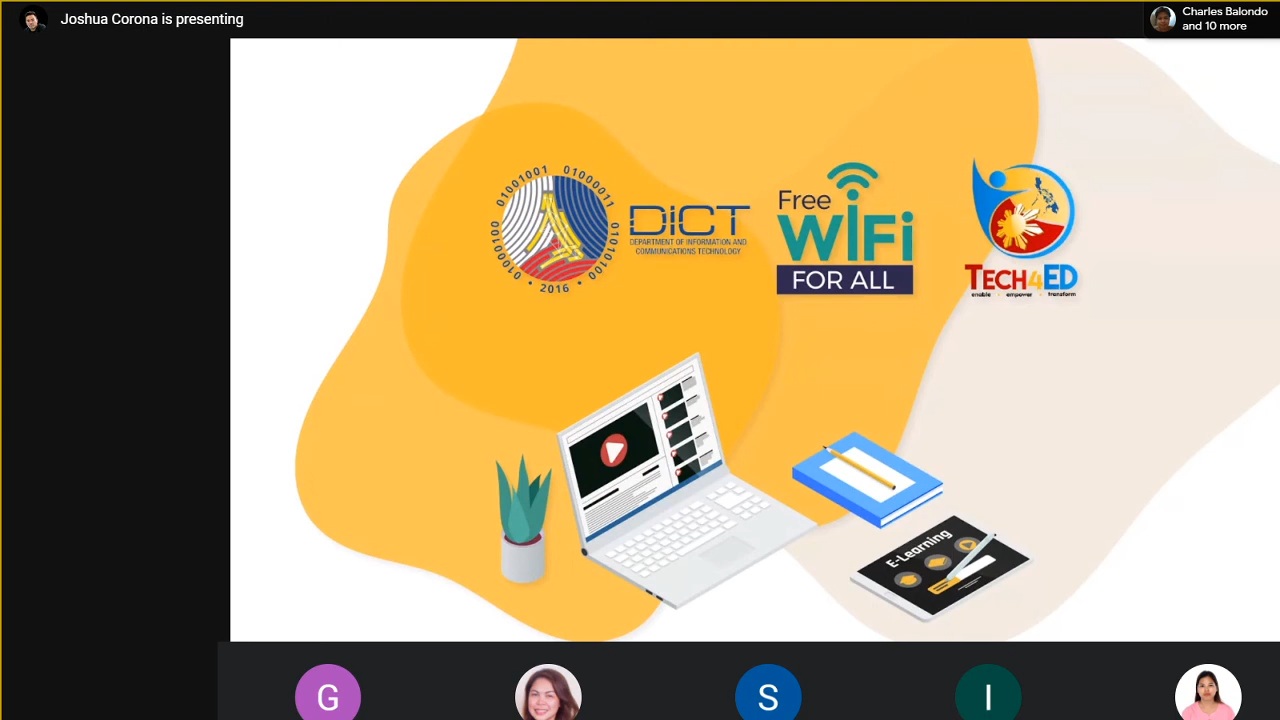 Joshua Corona is presenting
Charles Balondo
and 10 more
01001001 01000011 01010100 01000100 • 2016 •
DICT
DEPARTMENT OF INFORMATION AND
COMMUNICATIONS TECHNOLOGY
Free
WiFi
FOR ALL
TECH4ED
enable • empower • transform
E-Learning
G
S
I